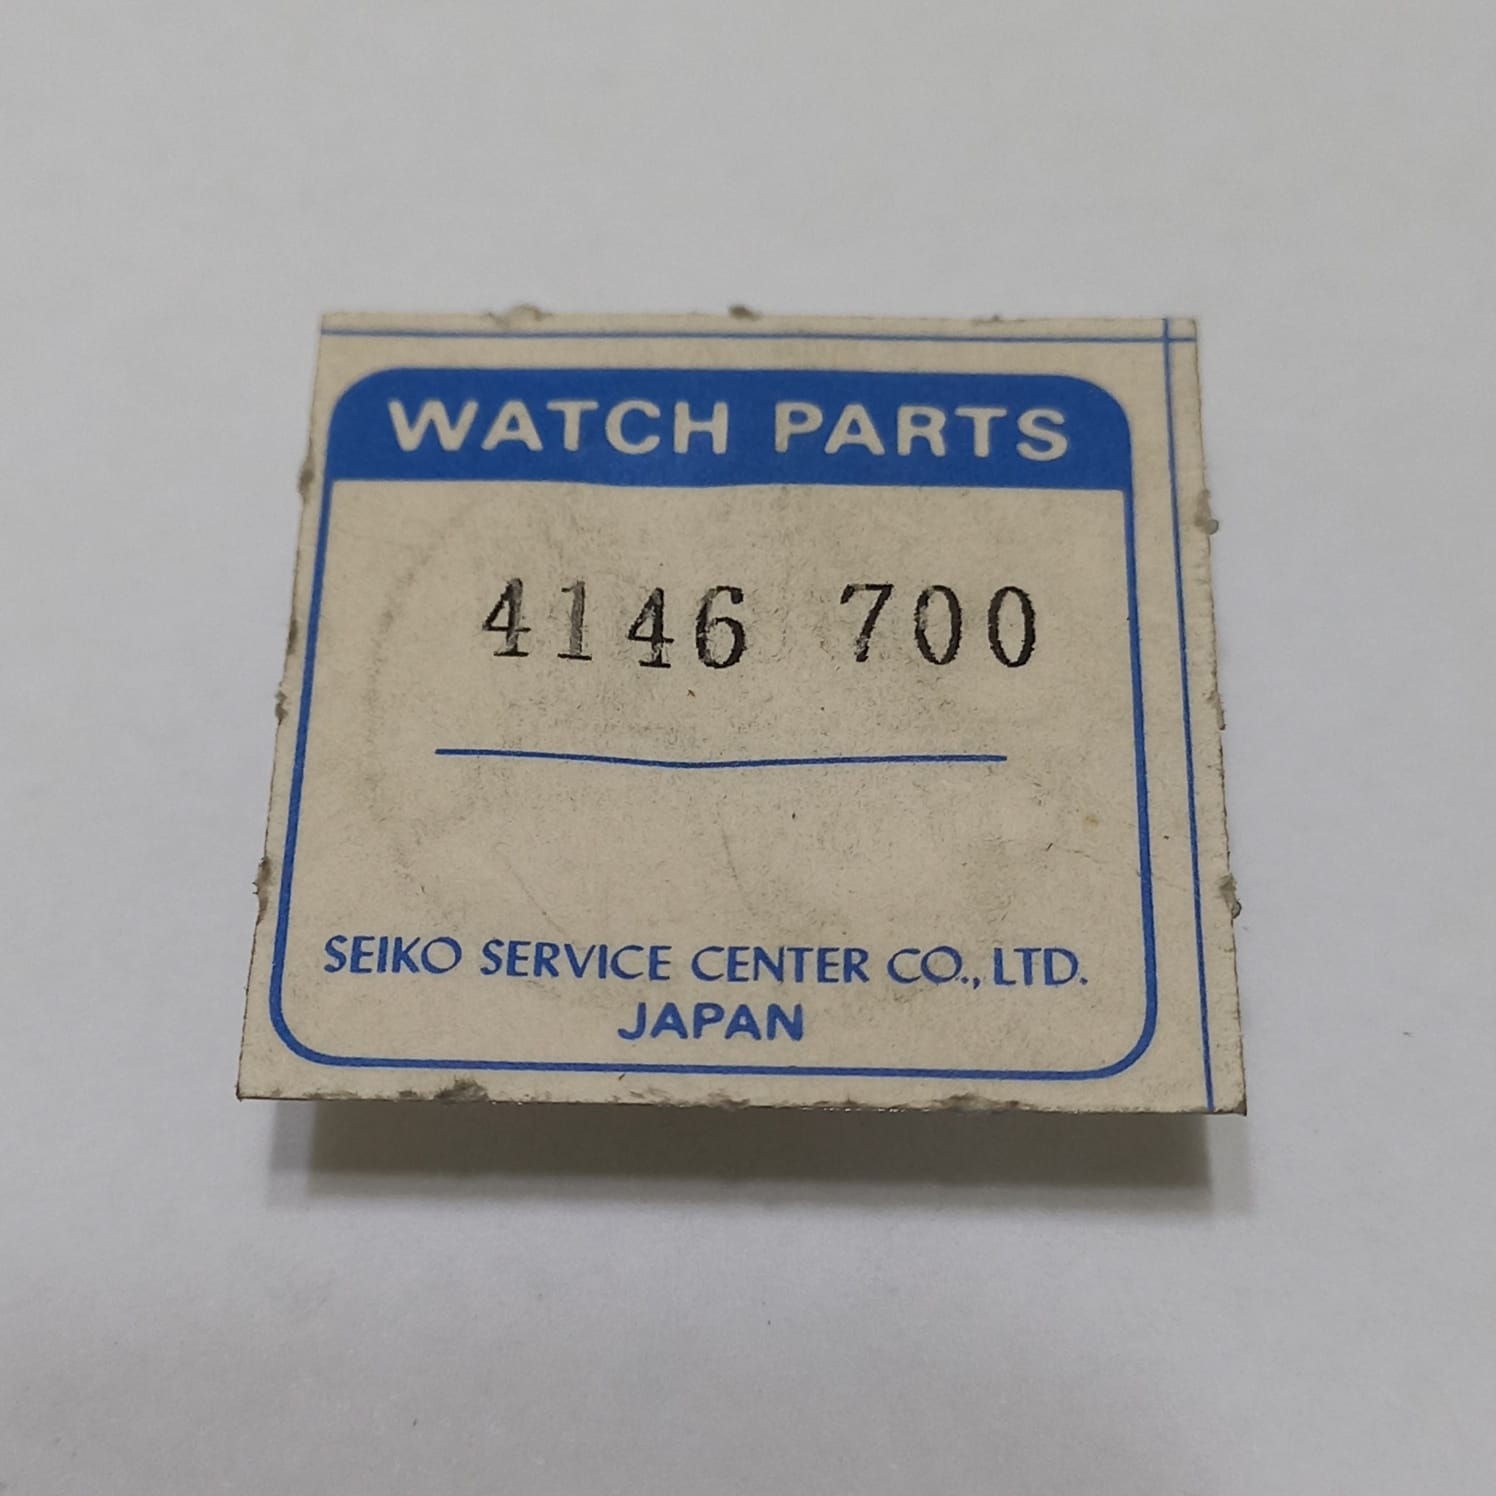 WATCH PARTS
4146 700
SEIKO SERVICE CENTER CO., LTD.
JAPAN